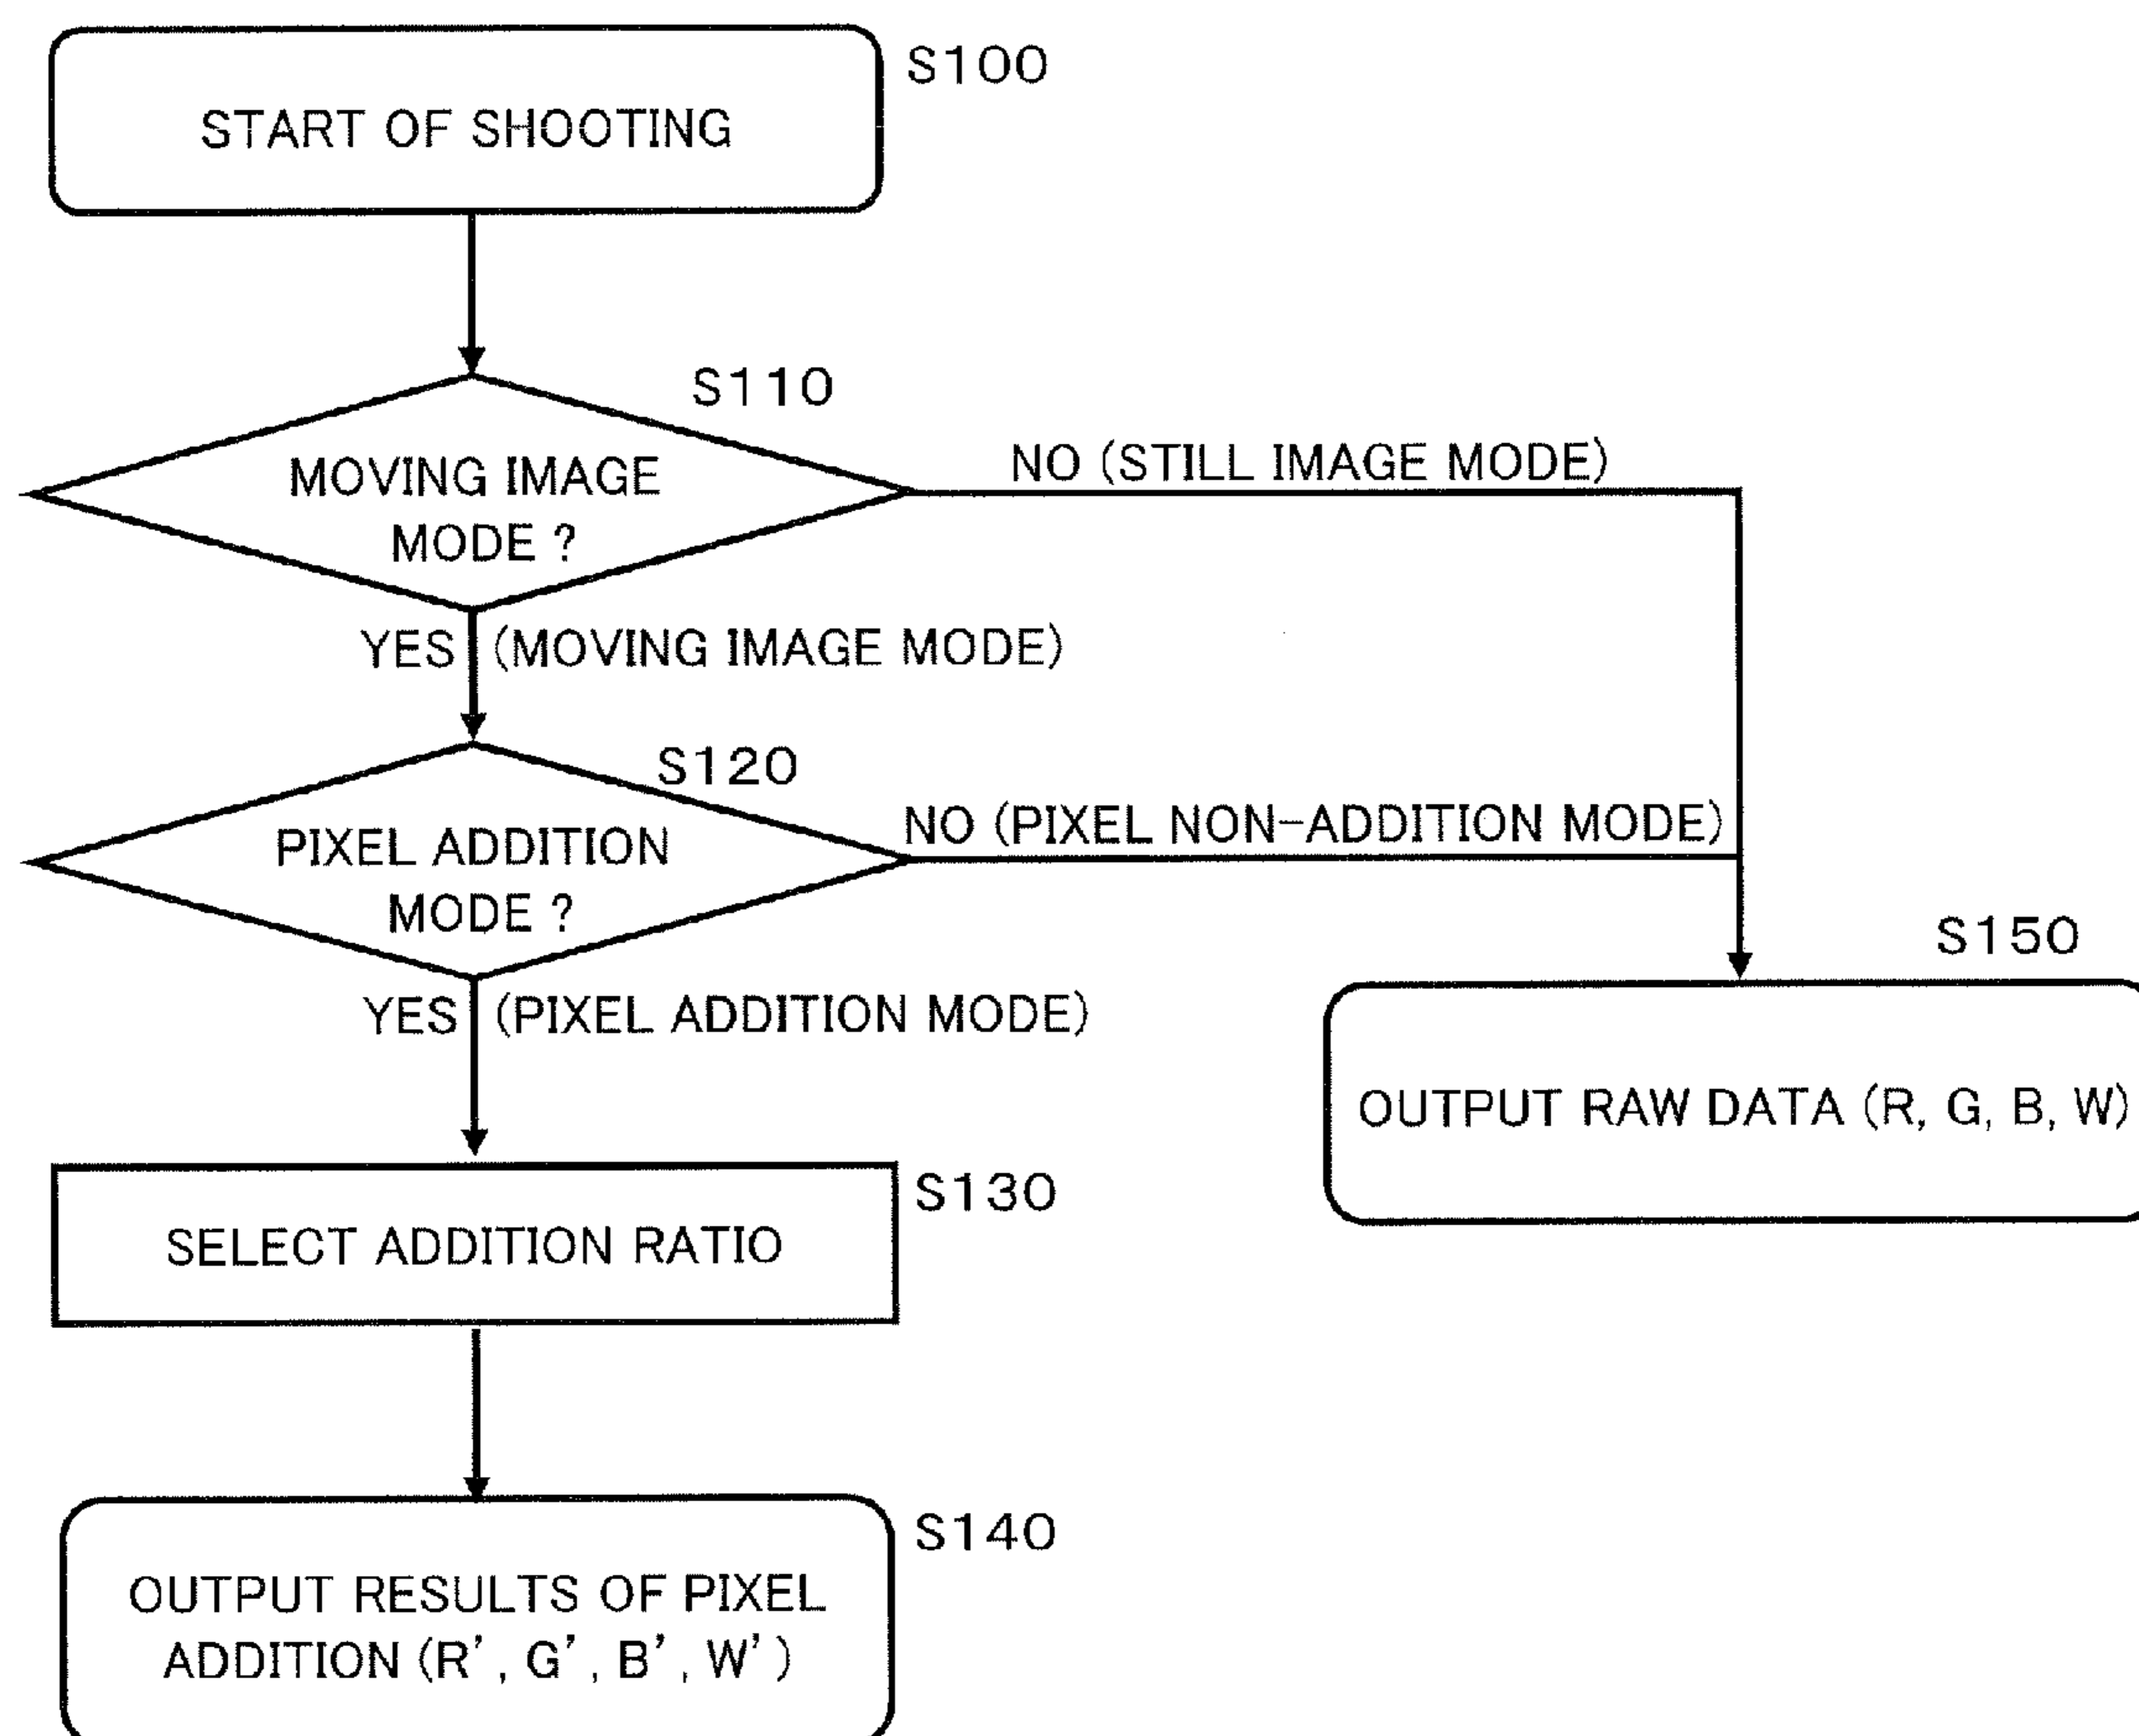 S100
START OF SHOOTING
S110
MOVING IMAGE
MODE ?
NO (STILL IMAGE MODE)
YES (MOVING IMAGE MODE)
S120
PIXEL ADDITION
MODE ?
NO (PIXEL NON-ADDITION MODE)
YES (PIXEL ADDITION MODE)
S150
OUTPUT RAW DATA (R, G, B, W)
S130
SELECT ADDITION RATIO
S140
OUTPUT RESULTS OF PIXEL
ADDITION (R', G', B', W')